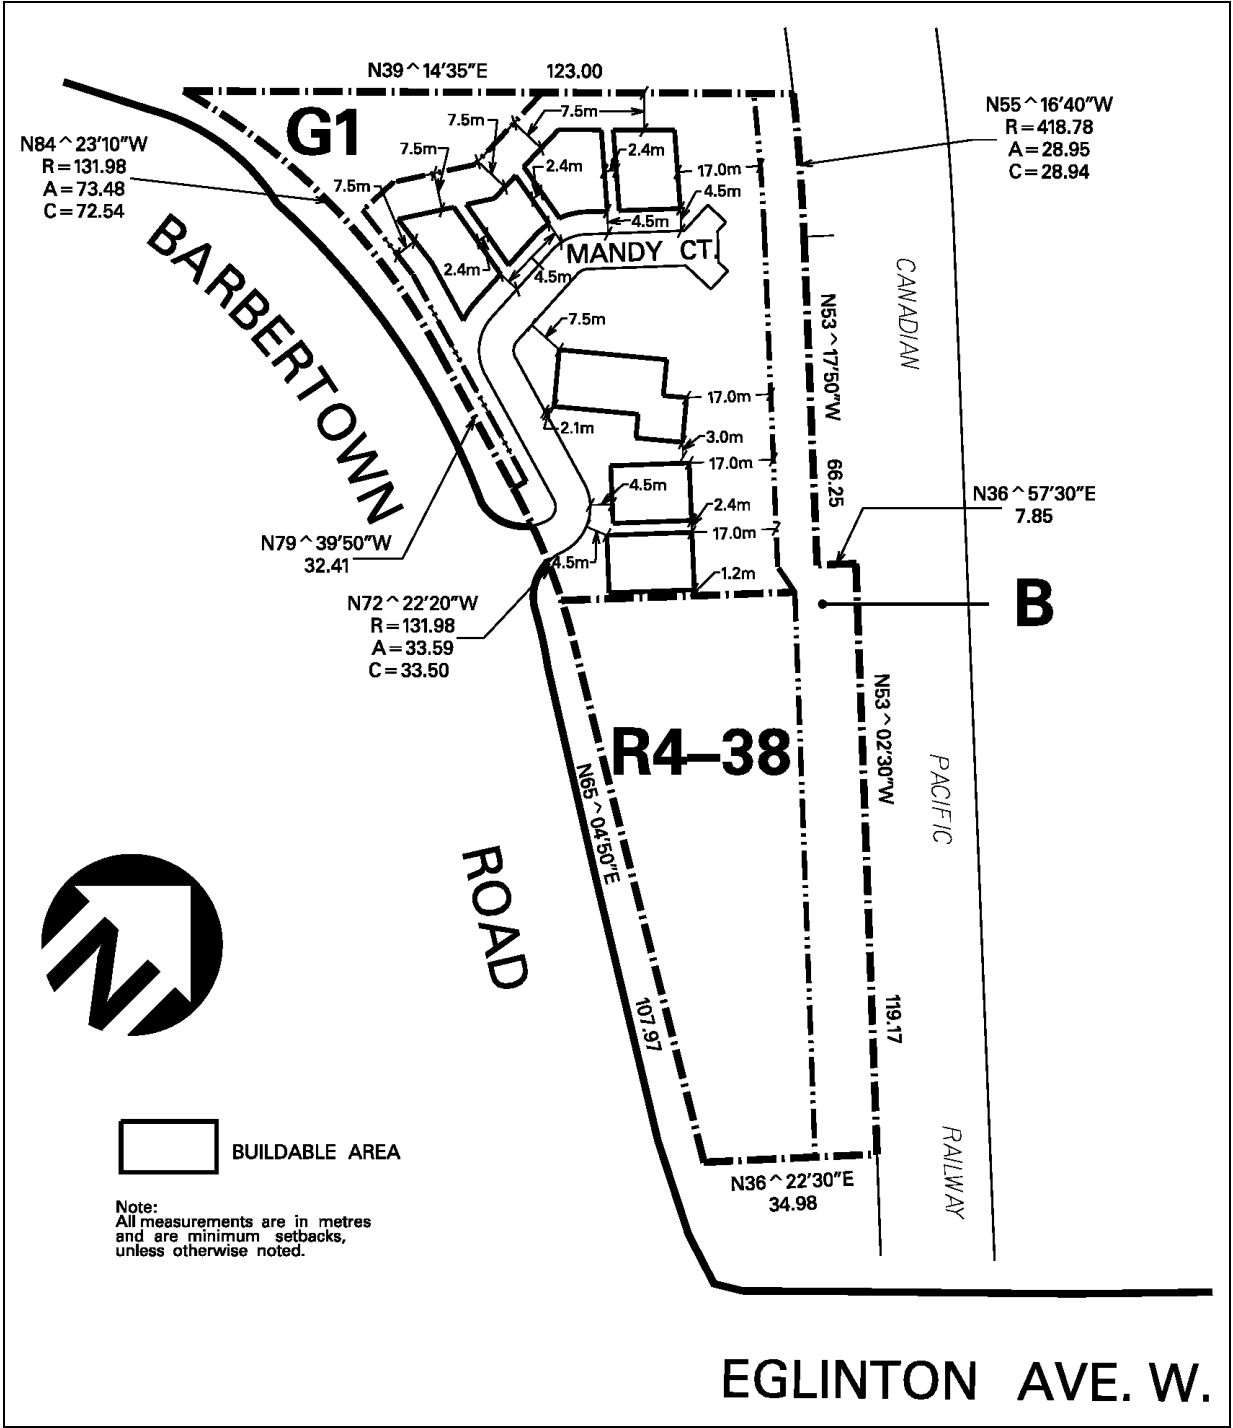 N39^14'35"E 123.00
G1
N84^23'10"W
R=131.98
A=73.48
C=72.54
N55^16'40"W
R=418.78
A=28.95
C=28.94
7.5m
7.5m
7.5m
7.5m
2.4m
2.4m
17.0m
4.5m
4.5m
2.4m
4.5m
MANDY CT.
BARBERTOWN
CANADIAN
N53^17'50"W
66.25
7.5m
17.0m
2.1m
3.0m
17.0m
4.5m
2.4m
17.0m
4.5m
1.2m
N36^57'30"E
7.85
N79^39'50"W
32.41
B
N72^22'20"W
R=131.98
A=33.59
C=33.50
N53^02'30"W
R4-38
PACIFIC
N65^04'50"E
ROAD
107.97
119.17
N
BUILDABLE AREA
RAILWAY
N36^22'30"E
34.98
Note:
All measurements are in metres
and are minimum setbacks,
unless otherwise noted.
EGLINTON AVE. W.